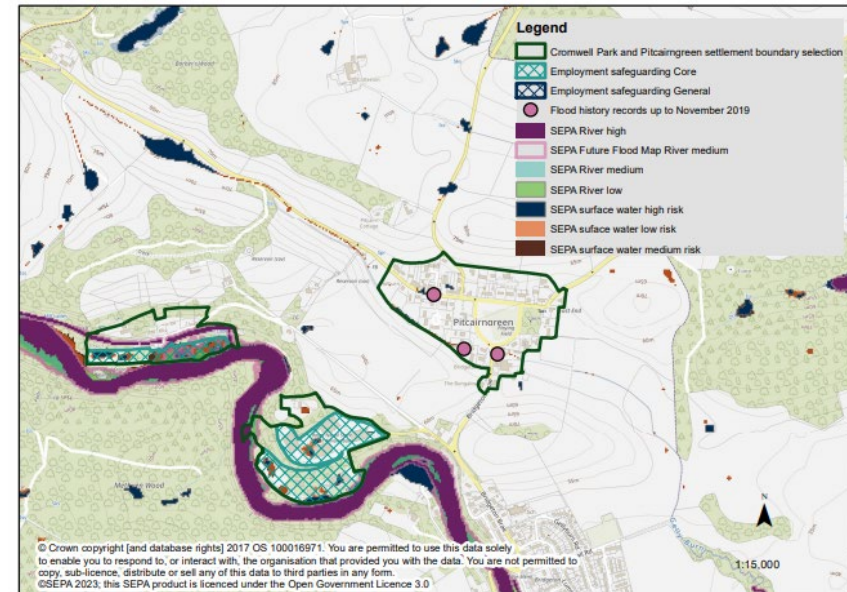 Legend
Cromwell Park and Pitcairngreen settlement boundary selection
Employment safeguarding Core
Employment safeguarding General
Flood history records up to November 2019
SEPA River high
SEPA Future Flood Map River medium
SEPA River medium
SEPA River low
SEPA surface water high risk
SEPA suface water low risk
SEPA surface water medium risk
Pitcairngreen
Methven Wood
N
1:15,000
© Crown copyright [and database rights] 2017 OS 100016971. You are permitted to use this data solely
to enable you to respond to, or interact with, the organisation that provided you with the data. You are not permitted to
copy, sub-licence, distribute or sell any of this data to third parties in any form.
©SEPA 2023; this SEPA product is licenced under the Open Government Licence 3.0